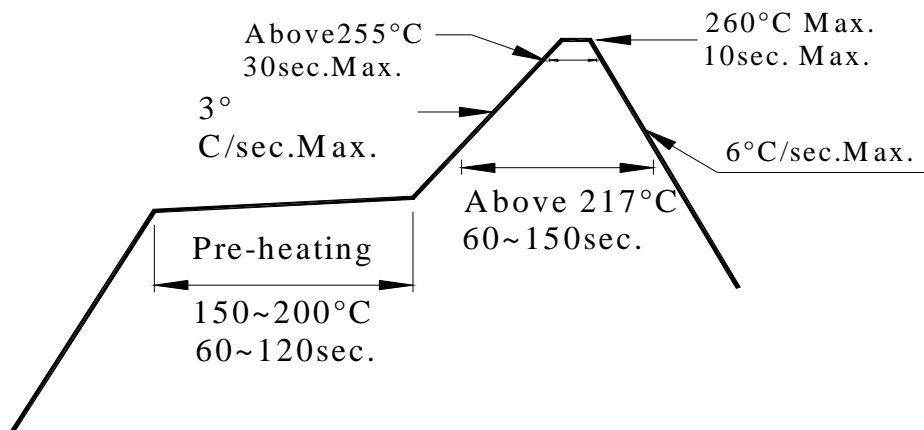 Above255°C
30sec.Max.
260°C Max.
10sec. Max.
3°
C/sec.Max.
6°C/sec.Max.
Above 217°C
60~150sec.
Pre-heating
150~200°C
60~120sec.